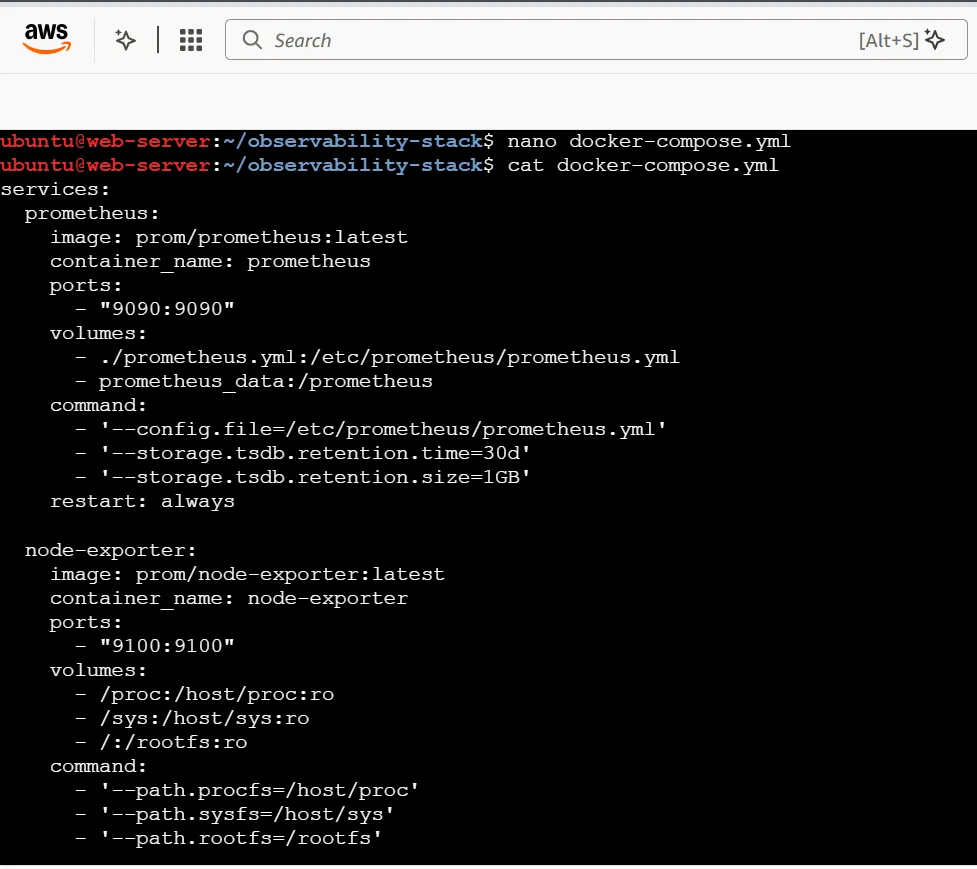 aws
Search
[Alt+S]
ubuntu@web-server:~/observability-stack$ nano docker-compose.yml
ubuntu@web-server:~/observability-stack$ cat docker-compose.yml
services:
  prometheus:
    image: prom/prometheus:latest
    container_name: prometheus
    ports:
      - "9090:9090"
    volumes:
      - ./prometheus.yml:/etc/prometheus/prometheus.yml
      - prometheus_data:/prometheus
    command:
      - '--config.file=/etc/prometheus/prometheus.yml'
      - '--storage.tsdb.retention.time=30d'
      - '--storage.tsdb.retention.size=1GB'
    restart: always

  node-exporter:
    image: prom/node-exporter:latest
    container_name: node-exporter
    ports:
      - "9100:9100"
    volumes:
      - /proc:/host/proc:ro
      - /sys:/host/sys:ro
      - /:/rootfs:ro
    command:
      - '--path.procfs=/host/proc'
      - '--path.sysfs=/host/sys'
      - '--path.rootfs=/rootfs'